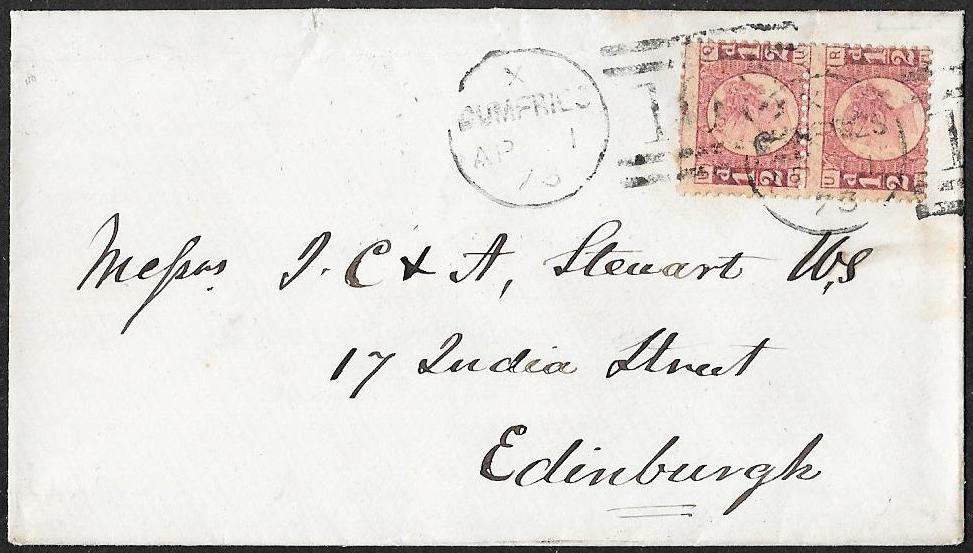 X
DUMFRIES
AP 1
73
Messrs. J. C & A, Steuart W.S
17 India Street
Edinburgh